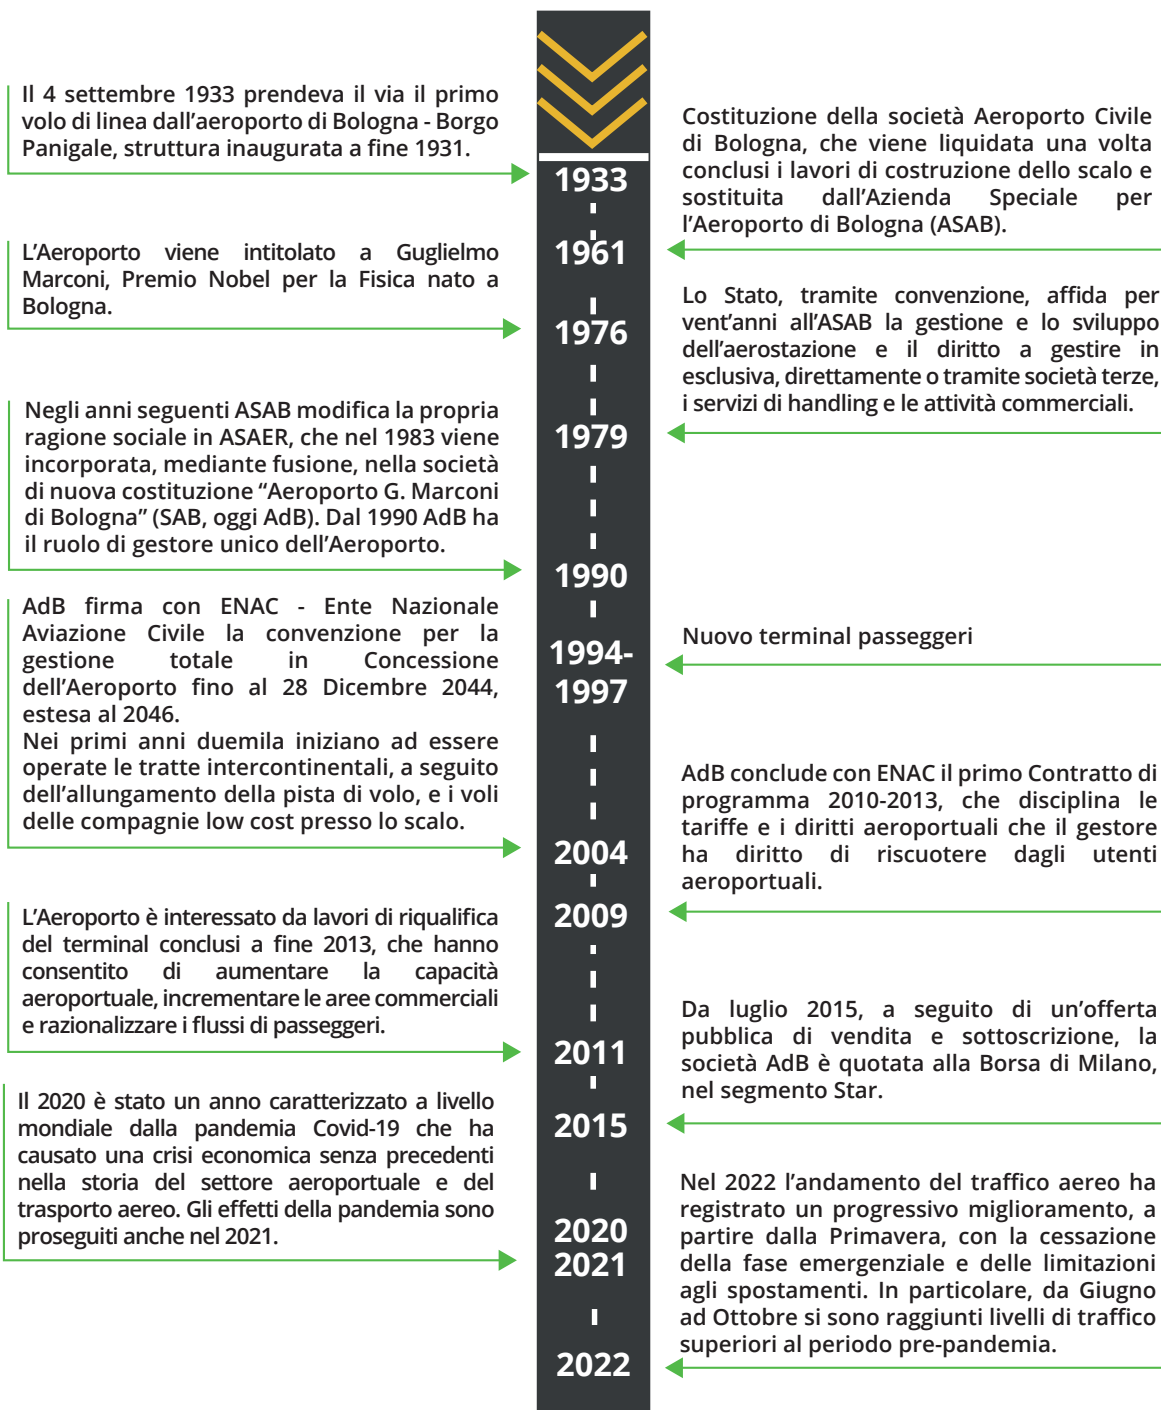 Il 4 settembre 1933 prendeva il via il primo
volo di linea dall’aeroporto di Bologna - Borgo
Panigale, struttura inaugurata a fine 1931.
1933
Costituzione della società Aeroporto Civile
di Bologna, che viene liquidata una volta
conclusi i lavori di costruzione dello scalo e
sostituita dall’Azienda Speciale per
l’Aeroporto di Bologna (ASAB).
1961
L’Aeroporto viene intitolato a Guglielmo
Marconi, Premio Nobel per la Fisica nato a
Bologna.
1976
Lo Stato, tramite convenzione, affida per
vent’anni all’ASAB la gestione e lo sviluppo
dell’aerostazione e il diritto a gestire in
esclusiva, direttamente o tramite società terze,
i servizi di handling e le attività commerciali.
1979
Negli anni seguenti ASAB modifica la propria
ragione sociale in ASAER, che nel 1983 viene
incorporata, mediante fusione, nella società
di nuova costituzione “Aeroporto G. Marconi
di Bologna” (SAB, oggi AdB). Dal 1990 AdB ha
il ruolo di gestore unico dell’Aeroporto.
1990
Nuovo terminal passeggeri
1994-
1997
AdB firma con ENAC - Ente Nazionale
Aviazione Civile la convenzione per la
gestione totale in Concessione
dell’Aeroporto fino al 28 Dicembre 2044,
estesa al 2046.
Nei primi anni duemila iniziano ad essere
operate le tratte intercontinentali, a seguito
dell’allungamento della pista di volo, e i voli
delle compagnie low cost presso lo scalo.
2004
AdB conclude con ENAC il primo Contratto di
programma 2010-2013, che disciplina le
tariffe e i diritti aeroportuali che il gestore
ha diritto di riscuotere dagli utenti
aeroportuali.
2009
L’Aeroporto è interessato da lavori di riqualifica
del terminal conclusi a fine 2013, che hanno
consentito di aumentare la capacità
aeroportuale, incrementare le aree commerciali
e razionalizzare i flussi di passeggeri.
2011
Da luglio 2015, a seguito di un’offerta
pubblica di vendita e sottoscrizione, la
società AdB è quotata alla Borsa di Milano,
nel segmento Star.
2015
Il 2020 è stato un anno caratterizzato a livello
mondiale dalla pandemia Covid-19 che ha
causato una crisi economica senza precedenti
nella storia del settore aeroportuale e del
trasporto aereo. Gli effetti della pandemia sono
proseguiti anche nel 2021.
2020
2021
Nel 2022 l’andamento del traffico aereo ha
registrato un progressivo miglioramento, a
partire dalla Primavera, con la cessazione
della fase emergenziale e delle limitazioni
agli spostamenti. In particolare, da Giugno
ad Ottobre si sono raggiunti livelli di traffico
superiori al periodo pre-pandemia.
2022